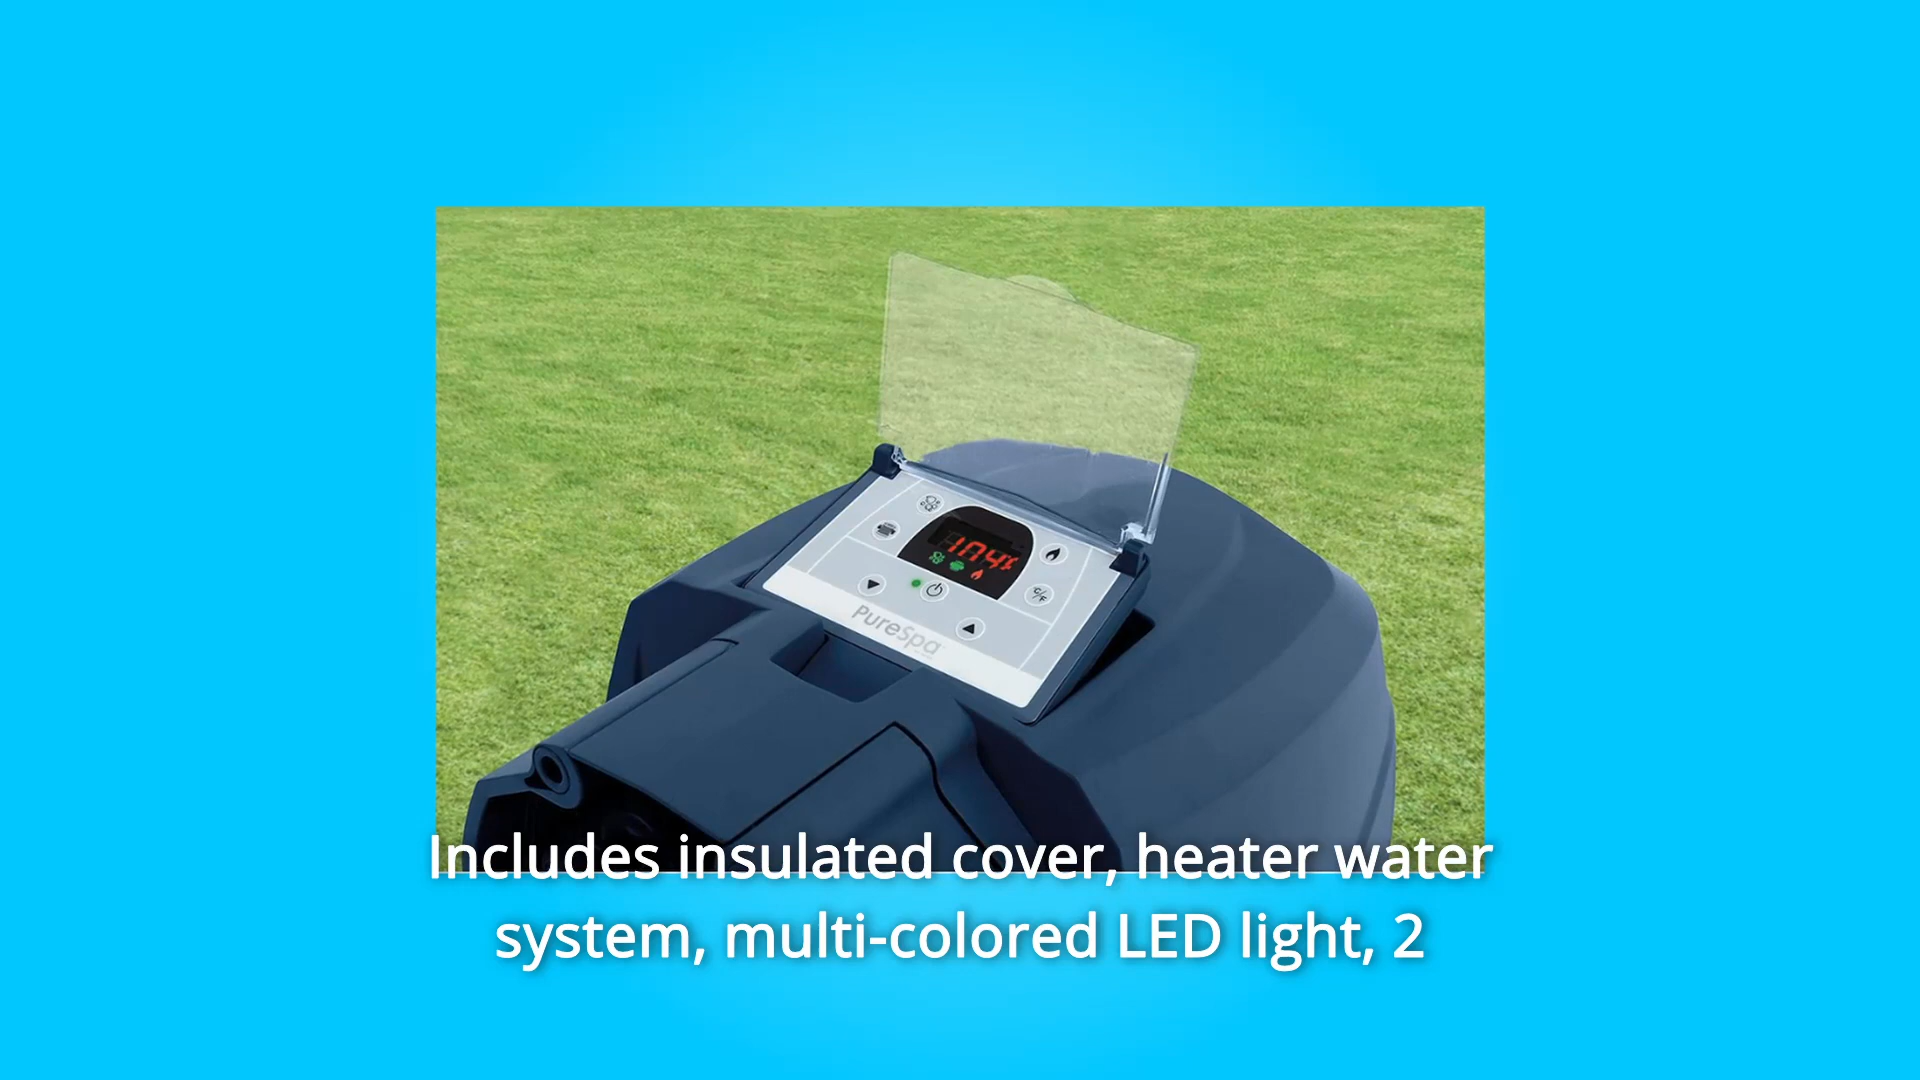 104°F
°C/°F
PureSpa
Includes insulated cover, heater water
system, multi-colored LED light, 2